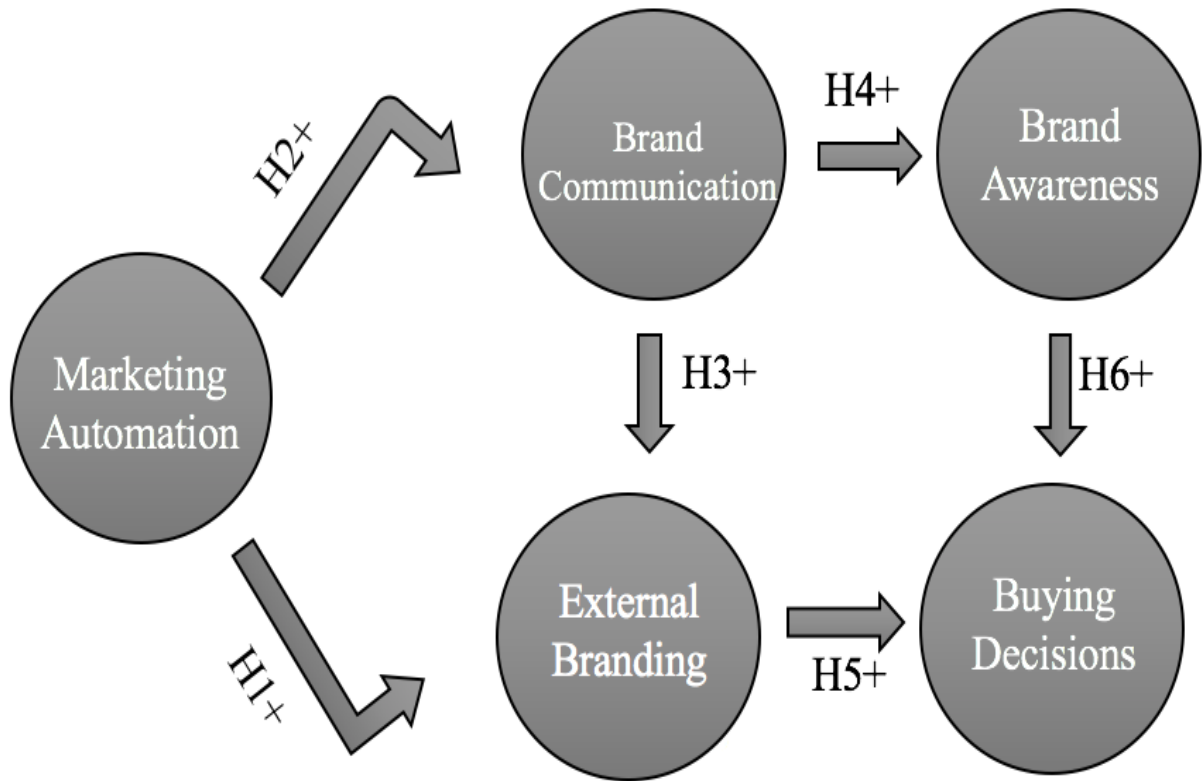 H2+
Brand
Communication
H4+
Brand
Awareness
Marketing
Automation
H3+
H6+
H1+
External
Branding
H5+
Buying
Decisions